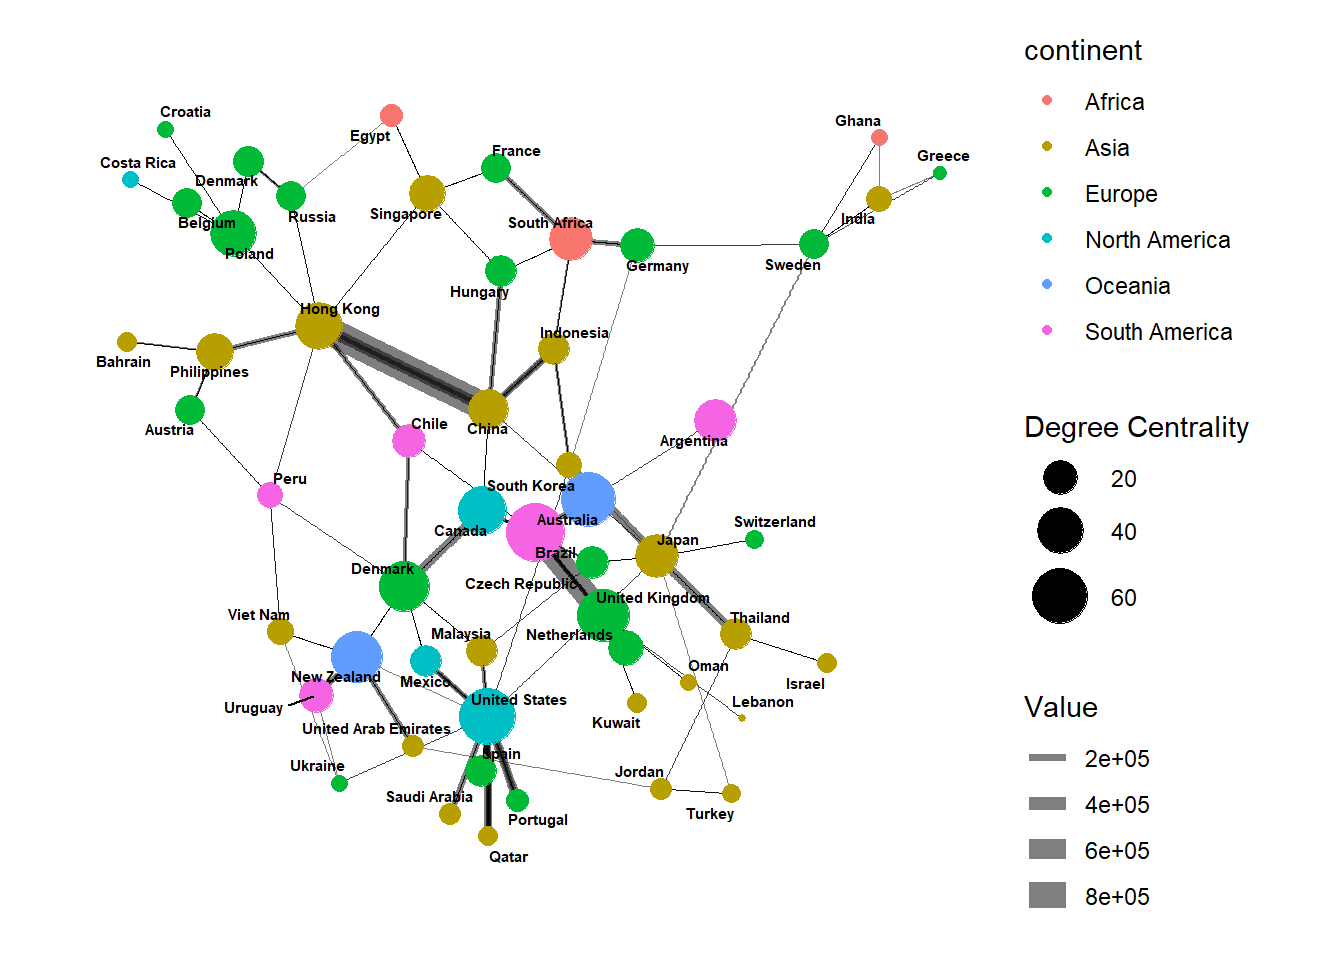 continent
Africa
Asia
Europe
North America
Oceania
South America
Degree Centrality
20
40
60
Value
2e+05
4e+05
6e+05
8e+05
Croatia
Ghana
Egypt
France
Greece
Costa Rica
Denmark
Singapore
Russia
India
Belgium
South Africa
Poland
Germany
Sweden
Hungary
Hong Kong
Indonesia
Bahrain
Philippines
Austria
Chile
China
Argentina
Peru
South Korea
Australia
Switzerland
Canada
Japan
Brazil
Denmark
Czech Republic
United Kingdom
Viet Nam
Malaysia
Netherlands
Thailand
New Zealand
Mexico
Oman
Israel
Uruguay
United States
Lebanon
United Arab Emirates
Kuwait
Ukraine
Spain
Jordan
Saudi Arabia
Portugal
Turkey
Qatar